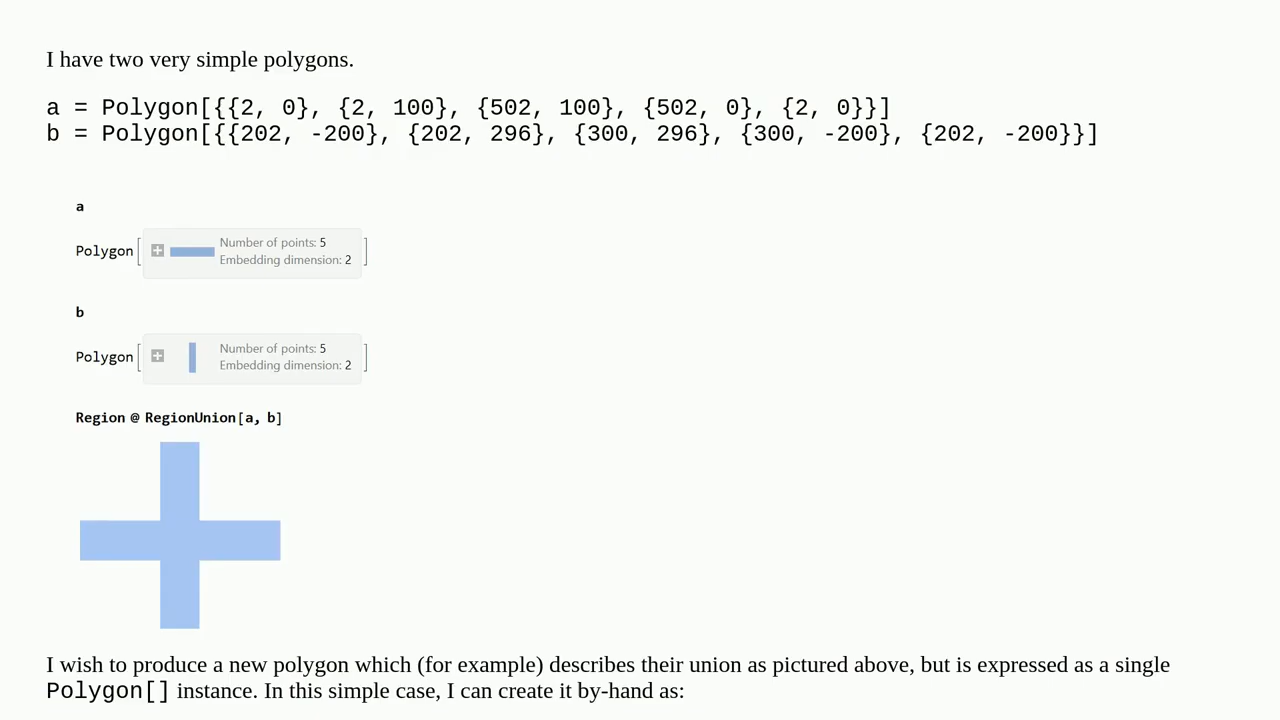 I have two very simple polygons.
a = Polygon[{{2, 0}, {2, 100}, {502, 100}, {502, 0}, {2, 0}}]
b = Polygon[{{202, -200}, {202, 296}, {300, 296}, {300, -200}, {202, -200}}]
a
Polygon[ Number of points: 5
Embedding dimension: 2 ]
b
Polygon[ Number of points: 5
Embedding dimension: 2 ]
Region @ RegionUnion[a, b]
I wish to produce a new polygon which (for example) describes their union as pictured above, but is expressed as a single
Polygon[] instance. In this simple case, I can create it by-hand as: